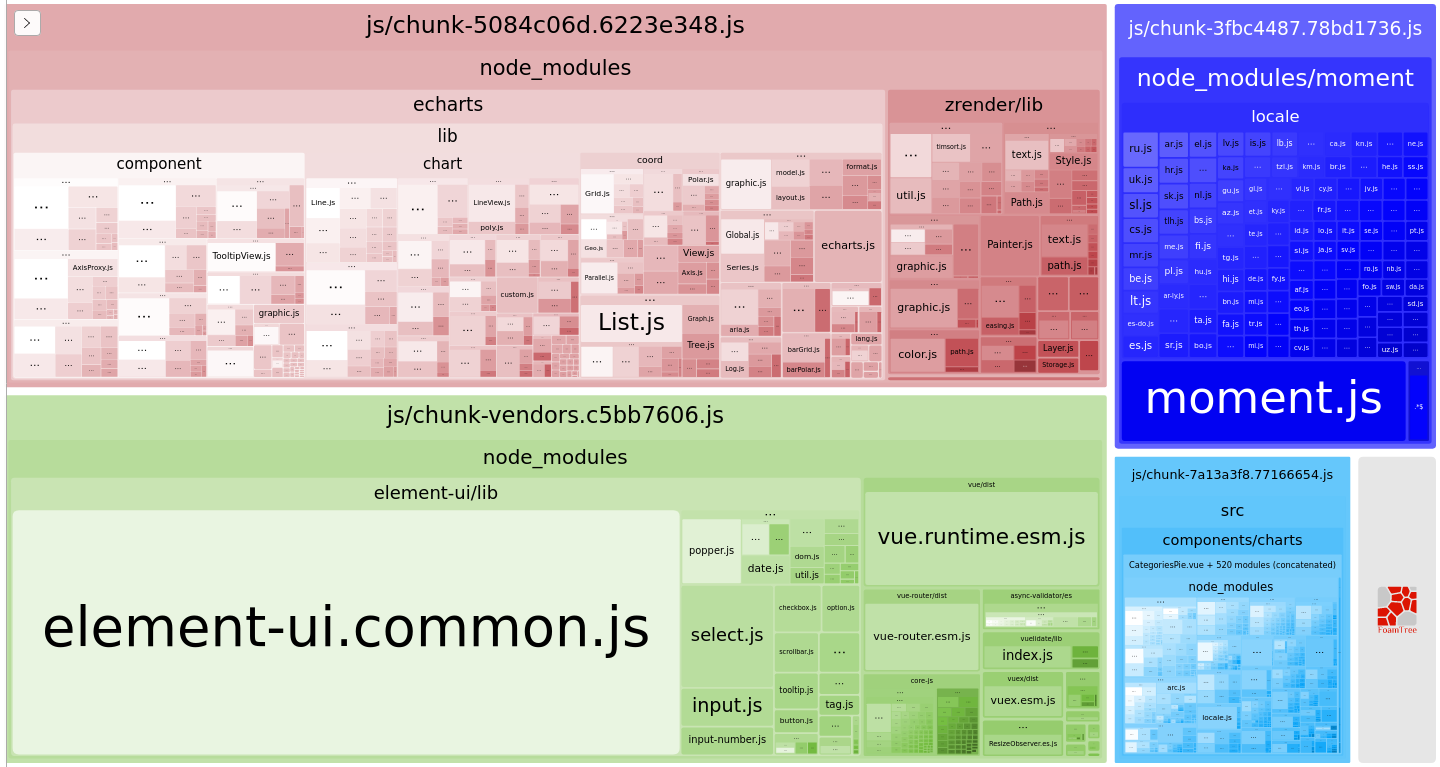 js/chunk-5084c06d.6223e348.js
node_modules
echarts
lib
component
AxisProxy.js
TooltipView.js
graphic.js
chart
Line.js
LineView.js
poly.js
custom.js
coord
Grid.js
Polar.js
Geo.js
View.js
Parallel.js
Axis.js
List.js
Graph.js
Tree.js
graphic.js
model.js
format.js
layout.js
Global.js
Series.js
echarts.js
aria.js
Log.js
barGrid.js
barPolar.js
lang.js
zrender/lib
timsort.js
util.js
text.js
Style.js
Path.js
graphic.js
Painter.js
text.js
path.js
graphic.js
easing.js
color.js
path.js
Layer.js
Storage.js
js/chunk-3fbc4487.78bd1736.js
node_modules/moment
locale
ru.js ar.js el.js lv.js is.js lb.js ... ca.js kn.js ... ne.js
hr.js ka.js tzl.js km.js br.js he.js ss.js
uk.js sk.js nl.js gu.js gl.js vi.js cy.js jv.js
sl.js tlh.js bs.js az.js et.js ky.js fr.js
cs.js te.js id.js lo.js it.js se.js pt.js
mr.js me.js fi.js tg.js si.js ja.js sv.js
be.js pl.js hu.js hi.js de.js fy.js ro.js nb.js
lt.js ar-ly.js bn.js ml.js af.js fo.js sw.js da.js
es-do.js ta.js fa.js tr.js eo.js th.js sd.js
es.js sr.js bo.js mi.js cv.js uz.js
moment.js
.*$
js/chunk-vendors.c5bb7606.js
node_modules
element-ui/lib
element-ui.common.js
popper.js
date.js
dom.js
util.js
select.js
checkbox.js
option.js
scrollbar.js
input.js
tooltip.js
tag.js
input-number.js
button.js
vue/dist
vue.runtime.esm.js
vue-router/dist
vue-router.esm.js
async-validator/es
vuelidate/lib
index.js
core-js
vuex/dist
vuex.esm.js
ResizeObserver.es.js
js/chunk-7a13a3f8.77166654.js
src
components/charts
CategoriesPie.vue + 520 modules (concatenated)
node_modules
arc.js
locale.js
FoamTree